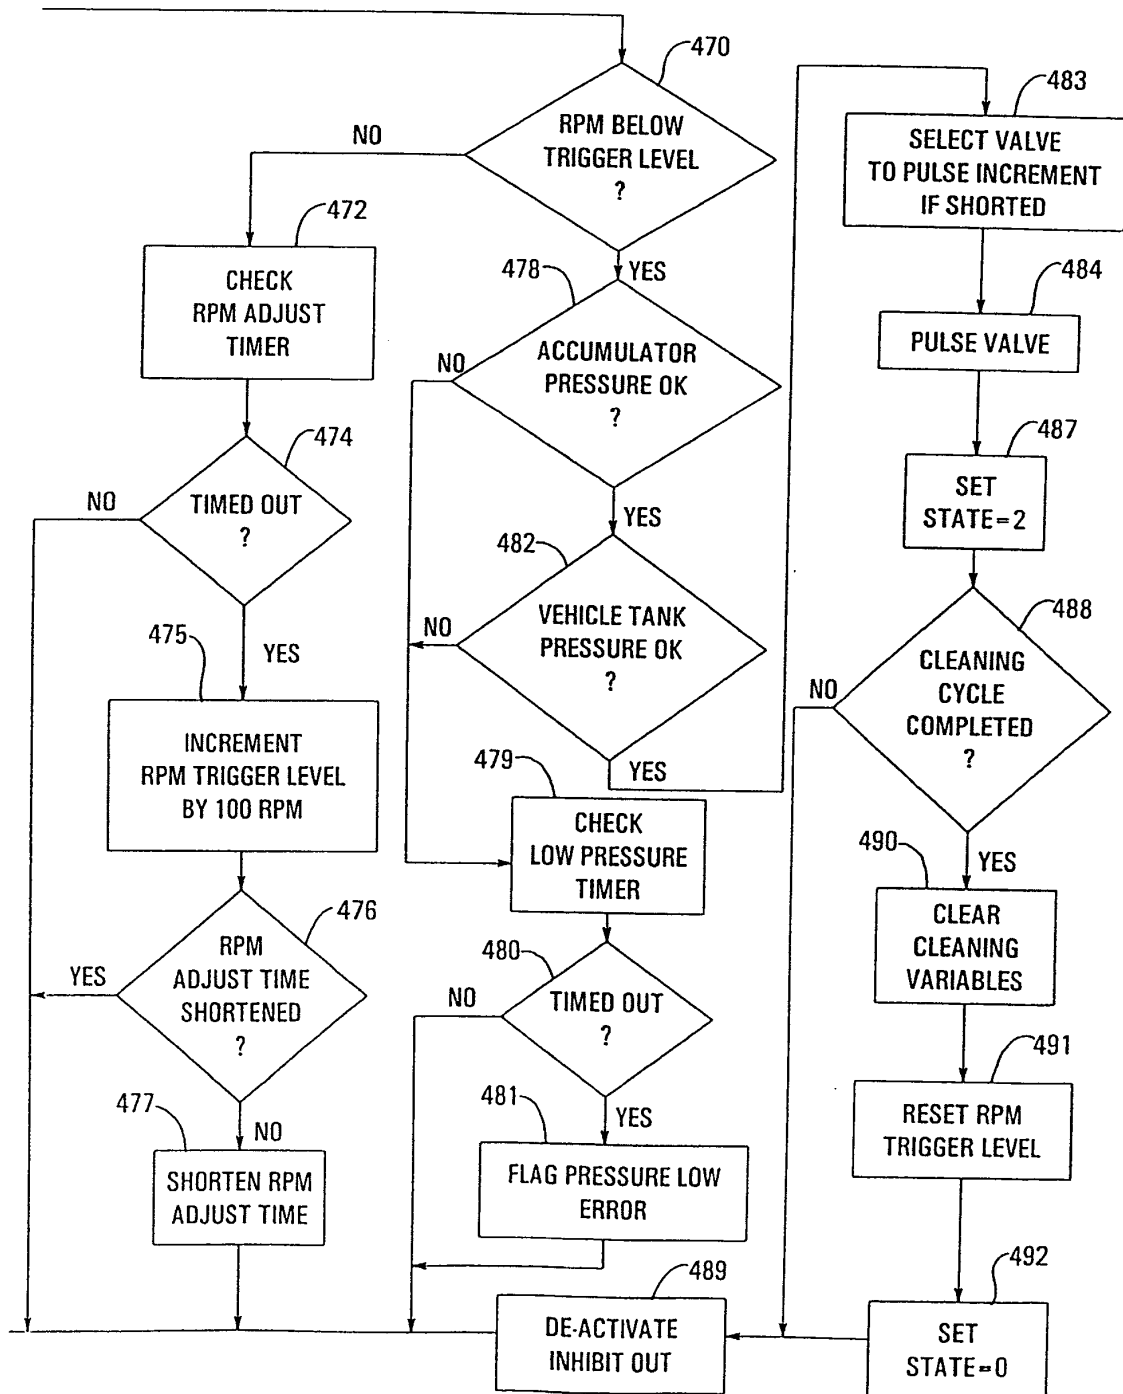 470
RPM BELOW
TRIGGER LEVEL
?
NO
YES
472
CHECK
RPM ADJUST
TIMER
474
TIMED OUT
?
NO
YES
475
INCREMENT
RPM TRIGGER LEVEL
BY 100 RPM
476
RPM
ADJUST TIME
SHORTENED
?
YES
NO
477
SHORTEN RPM
ADJUST TIME
478
ACCUMULATOR
PRESSURE OK
?
NO
YES
482
VEHICLE TANK
PRESSURE OK
?
NO
YES
479
CHECK
LOW PRESSURE
TIMER
480
TIMED OUT
?
NO
YES
481
FLAG PRESSURE LOW
ERROR
489
DE-ACTIVATE
INHIBIT OUT
483
SELECT VALVE
TO PULSE INCREMENT
IF SHORTED
484
PULSE VALVE
487
SET
STATE=2
488
CLEANING
CYCLE
COMPLETED
?
NO
YES
490
CLEAR
CLEANING
VARIABLES
491
RESET RPM
TRIGGER LEVEL
492
SET
STATE=0